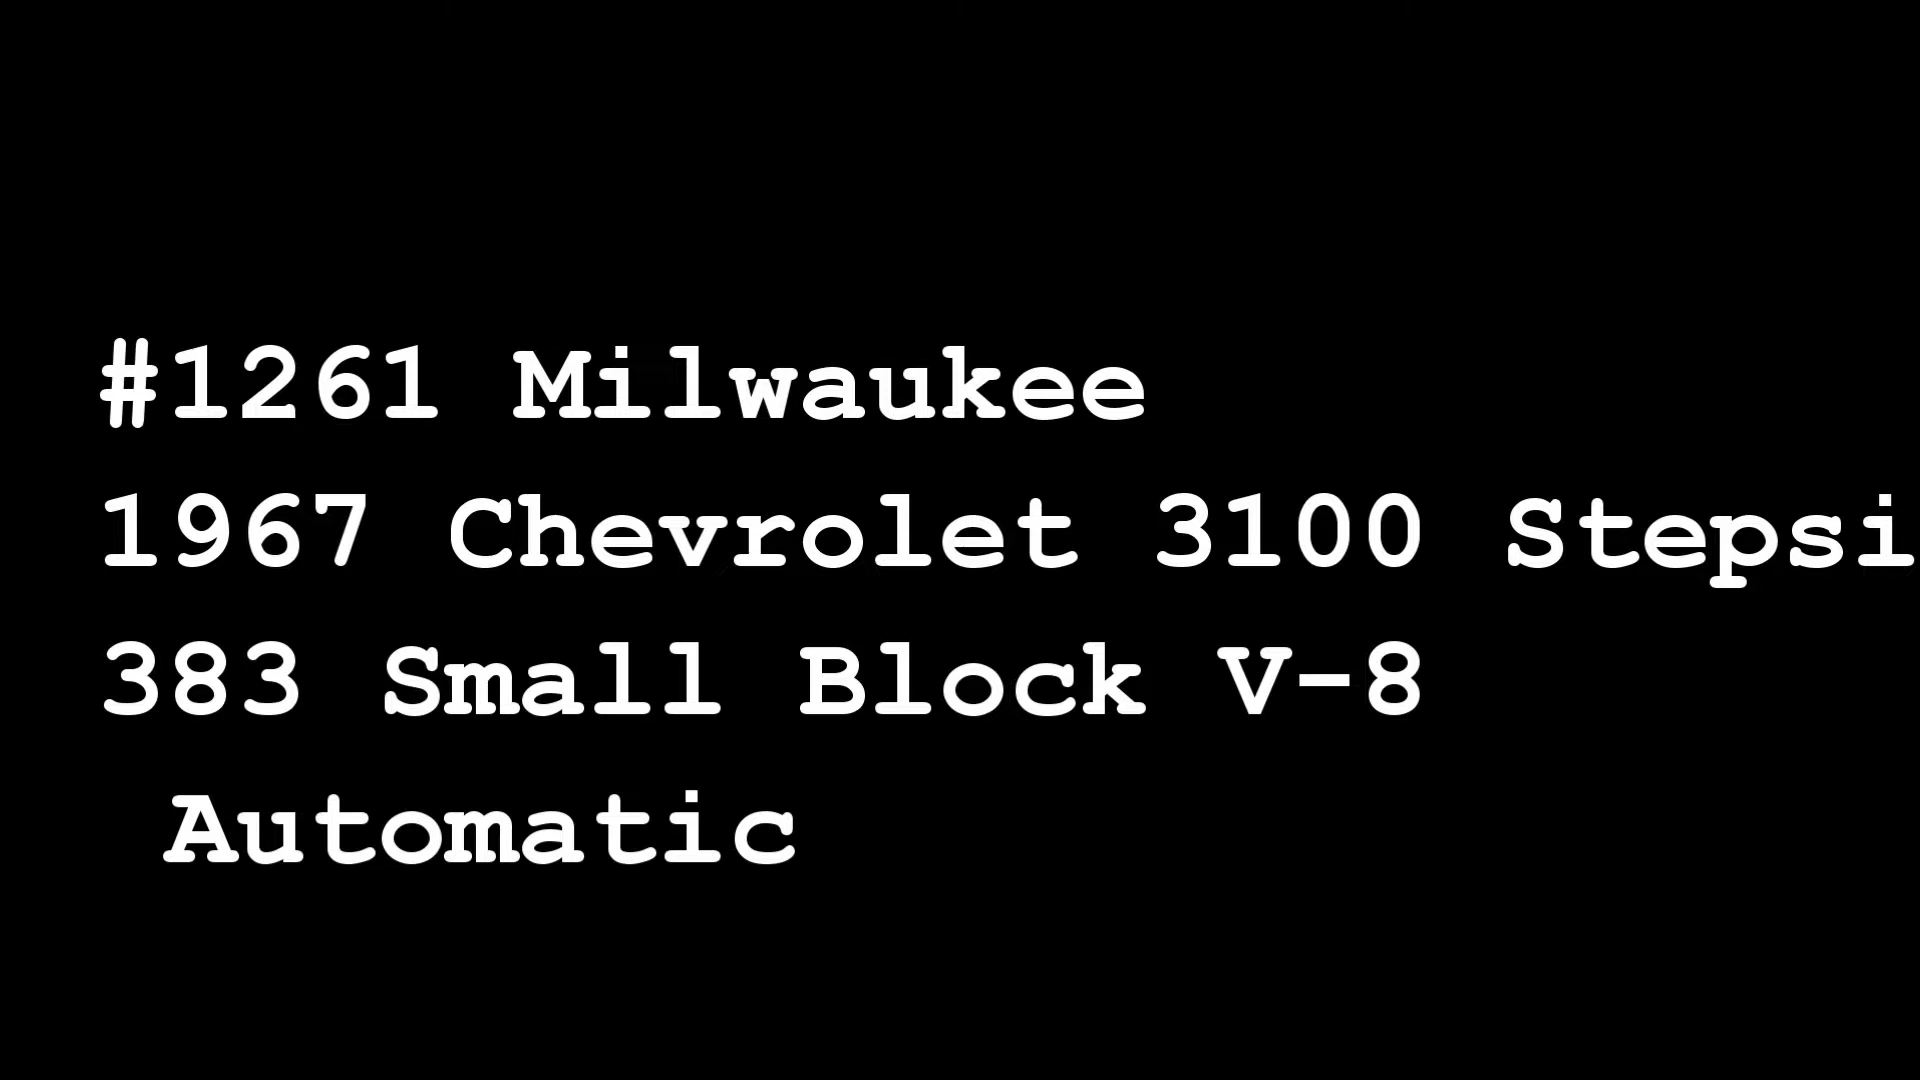 #1261 Milwaukee
1967 Chevrolet 3100 Stepsi
383 Small Block V-8
Automatic